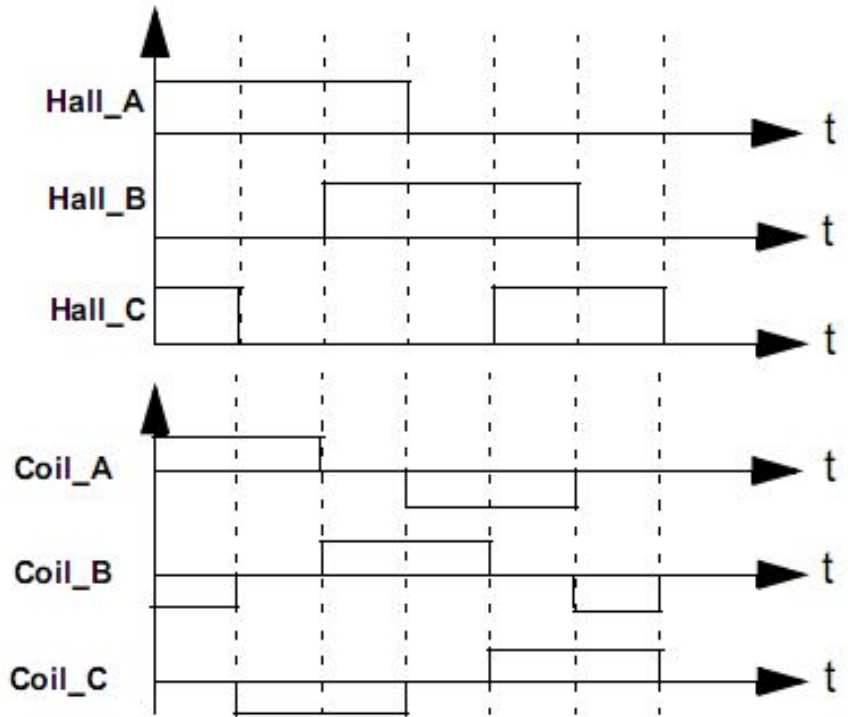 Hall_A t
Hall_B t
Hall_C t
Coil_A t
Coil_B t
Coil_C t